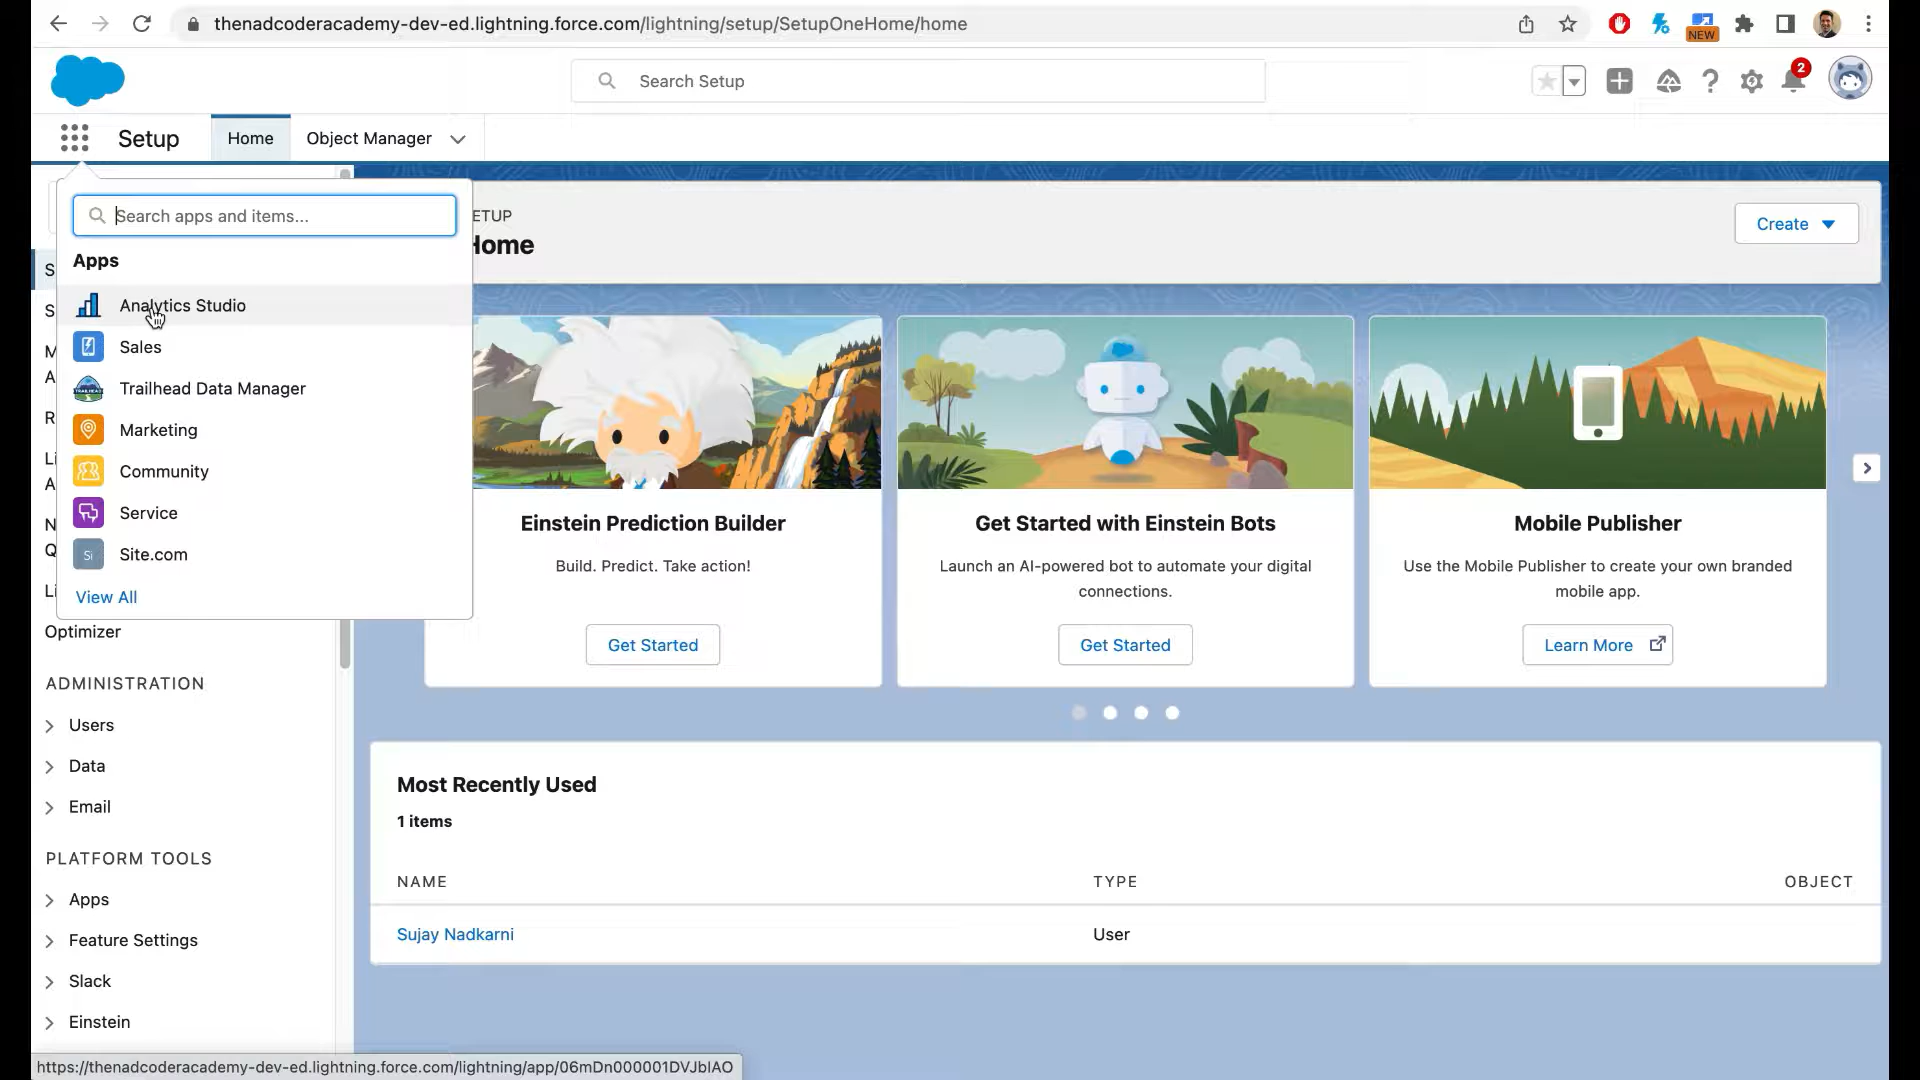 thenadcoderacademy-dev-ed.lightning.force.com/lightning/setup/SetupOneHome/home
NEW
Search Setup
2
Setup
Home
Object Manager
Search apps and items...
Apps
Analytics Studio
Sales
Trailhead Data Manager
Marketing
Community
Service
Si
Site.com
View All
S
S
M
A
R
Li
A
N
Q
Li
Optimizer
ADMINISTRATION
Users
Data
Email
PLATFORM TOOLS
Apps
Feature Settings
Slack
Einstein
ETUP
Home
Create
Einstein Prediction Builder
Build. Predict. Take action!
Get Started
Get Started with Einstein Bots
Launch an AI-powered bot to automate your digital
connections.
Get Started
Mobile Publisher
Use the Mobile Publisher to create your own branded
mobile app.
Learn More
Most Recently Used
1 items
NAME TYPE OBJECT
Sujay Nadkarni User
https://thenadcoderacademy-dev-ed.lightning.force.com/lightning/app/06mDn000001DVJbIAO